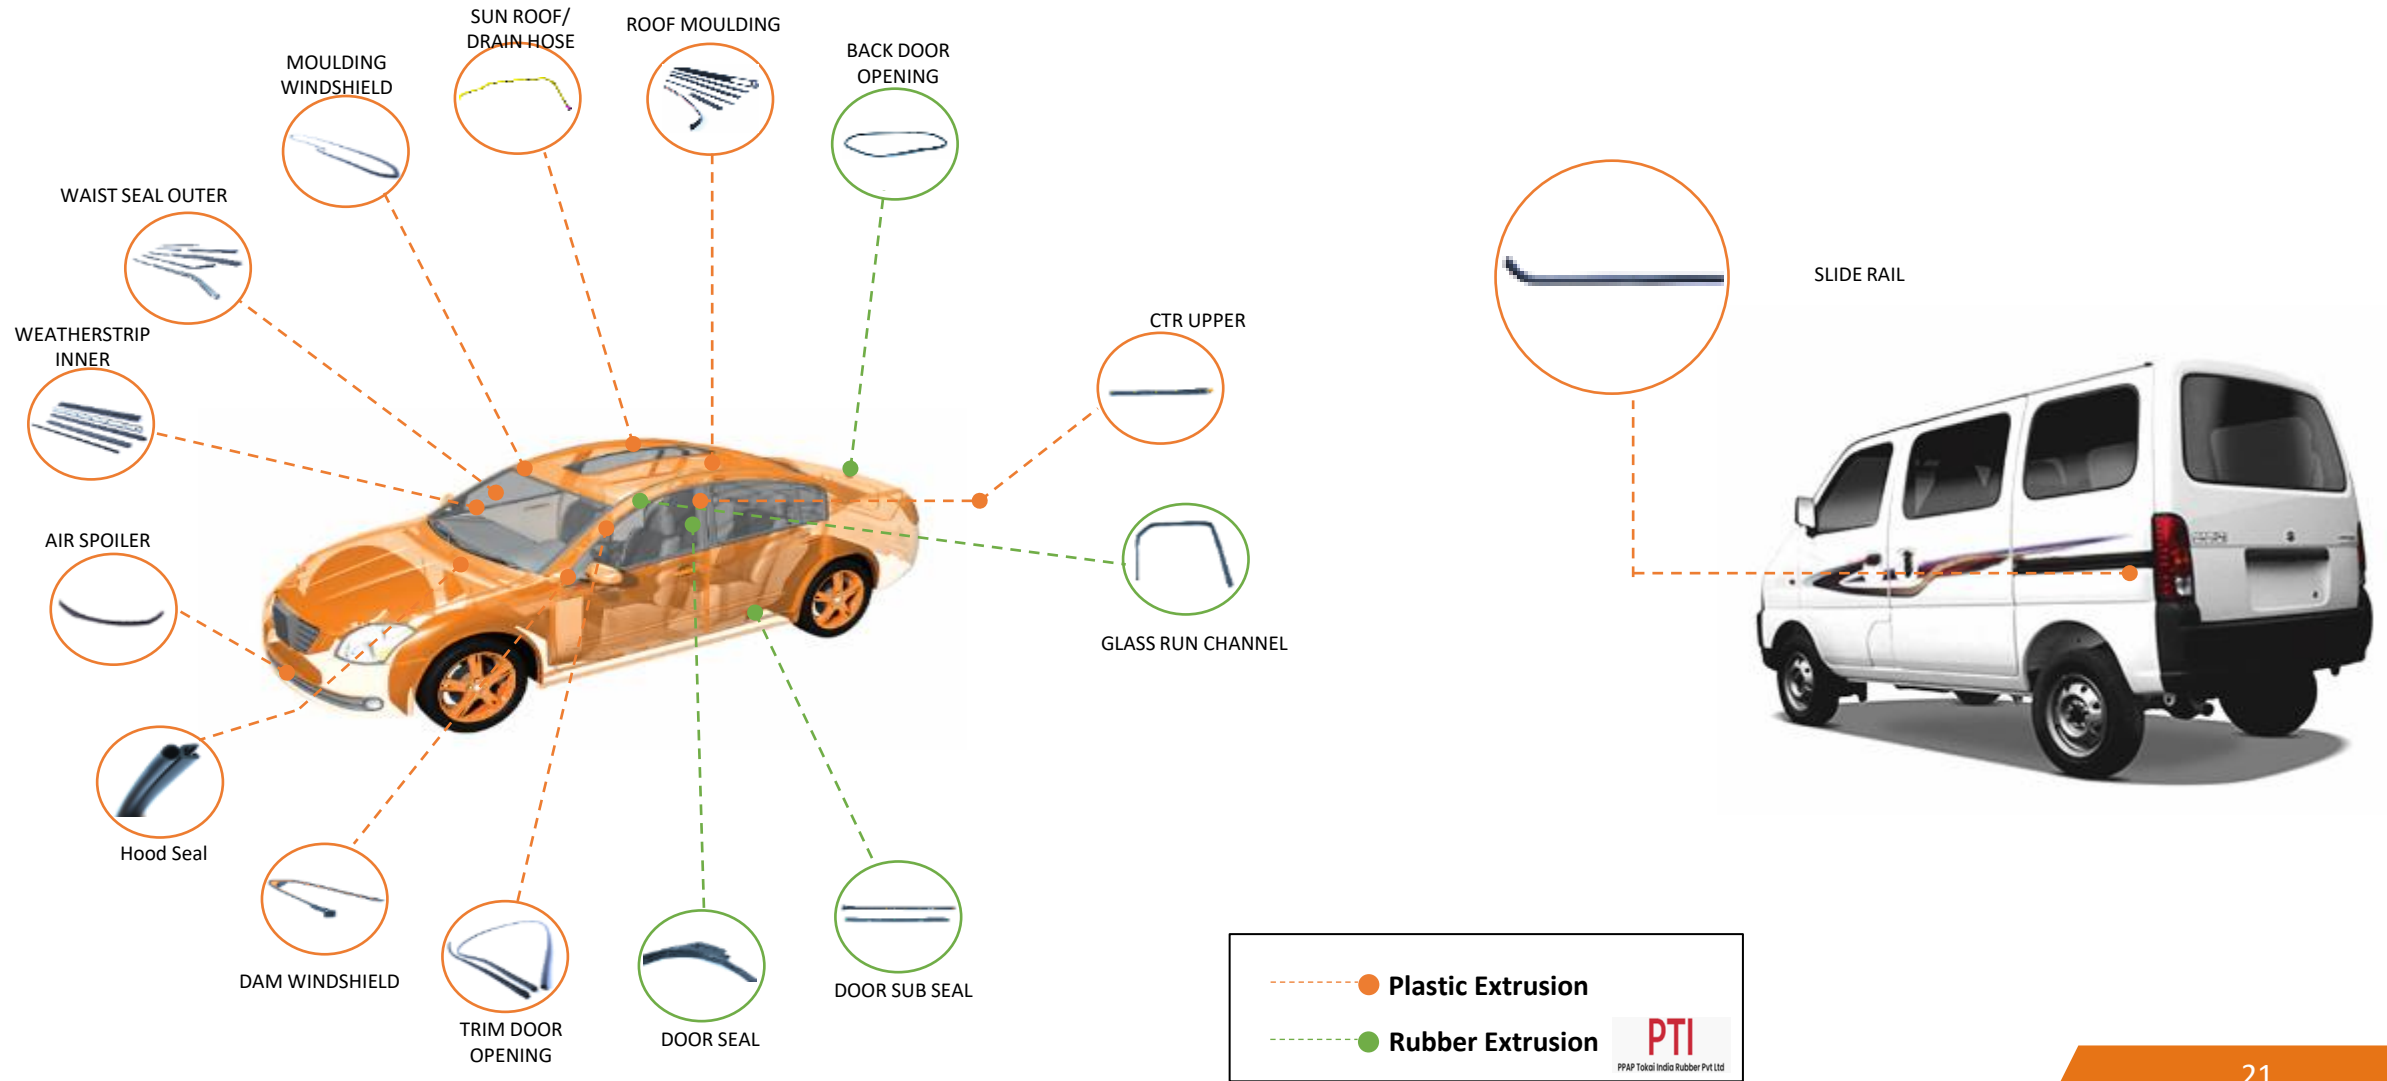 SUN ROOF/
DRAIN HOSE
ROOF MOULDING
MOULDING
WINDSHIELD
BACK DOOR
OPENING
WAIST SEAL OUTER
SLIDE RAIL
WEATHERSTRIP
INNER
CTR UPPER
AIR SPOILER
GLASS RUN CHANNEL
Hood Seal
DAM WINDSHIELD
TRIM DOOR
OPENING
DOOR SEAL
DOOR SUB SEAL
Plastic Extrusion
Rubber Extrusion
PTI
PPAP Tokai India Rubber Pvt Ltd
21